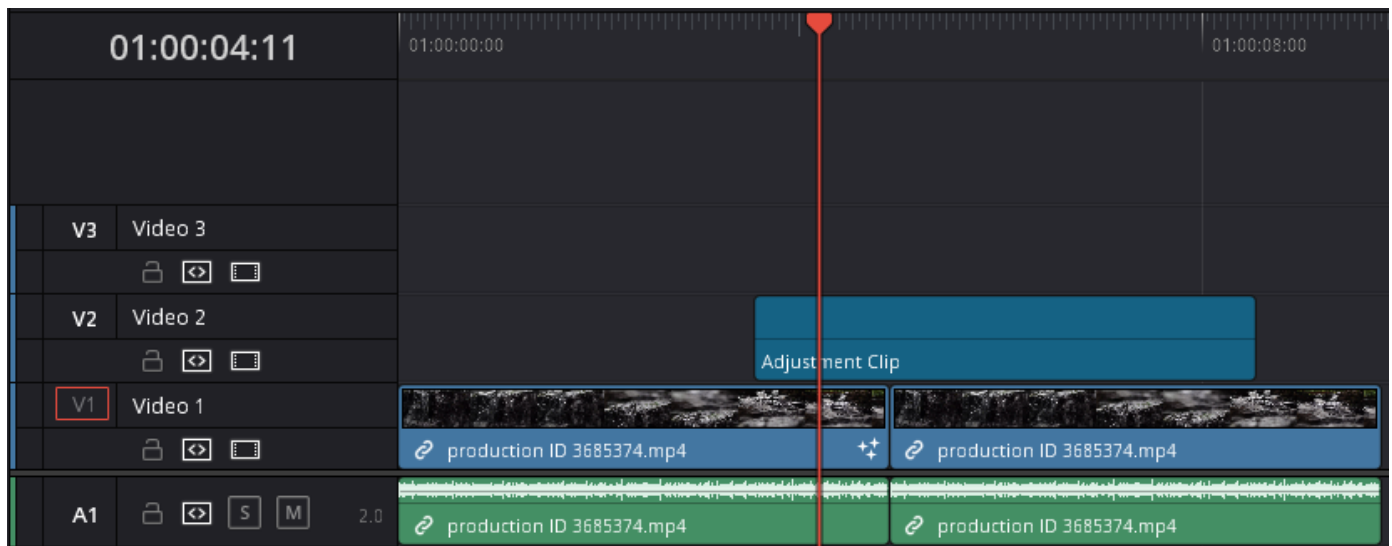 01:00:04:11
01:00:00:00
01:00:08:00
V3 Video 3
V2 Video 2
Adjustment Clip
V1 Video 1
production ID 3685374.mp4
production ID 3685374.mp4
A1 S M 2.0
production ID 3685374.mp4
production ID 3685374.mp4